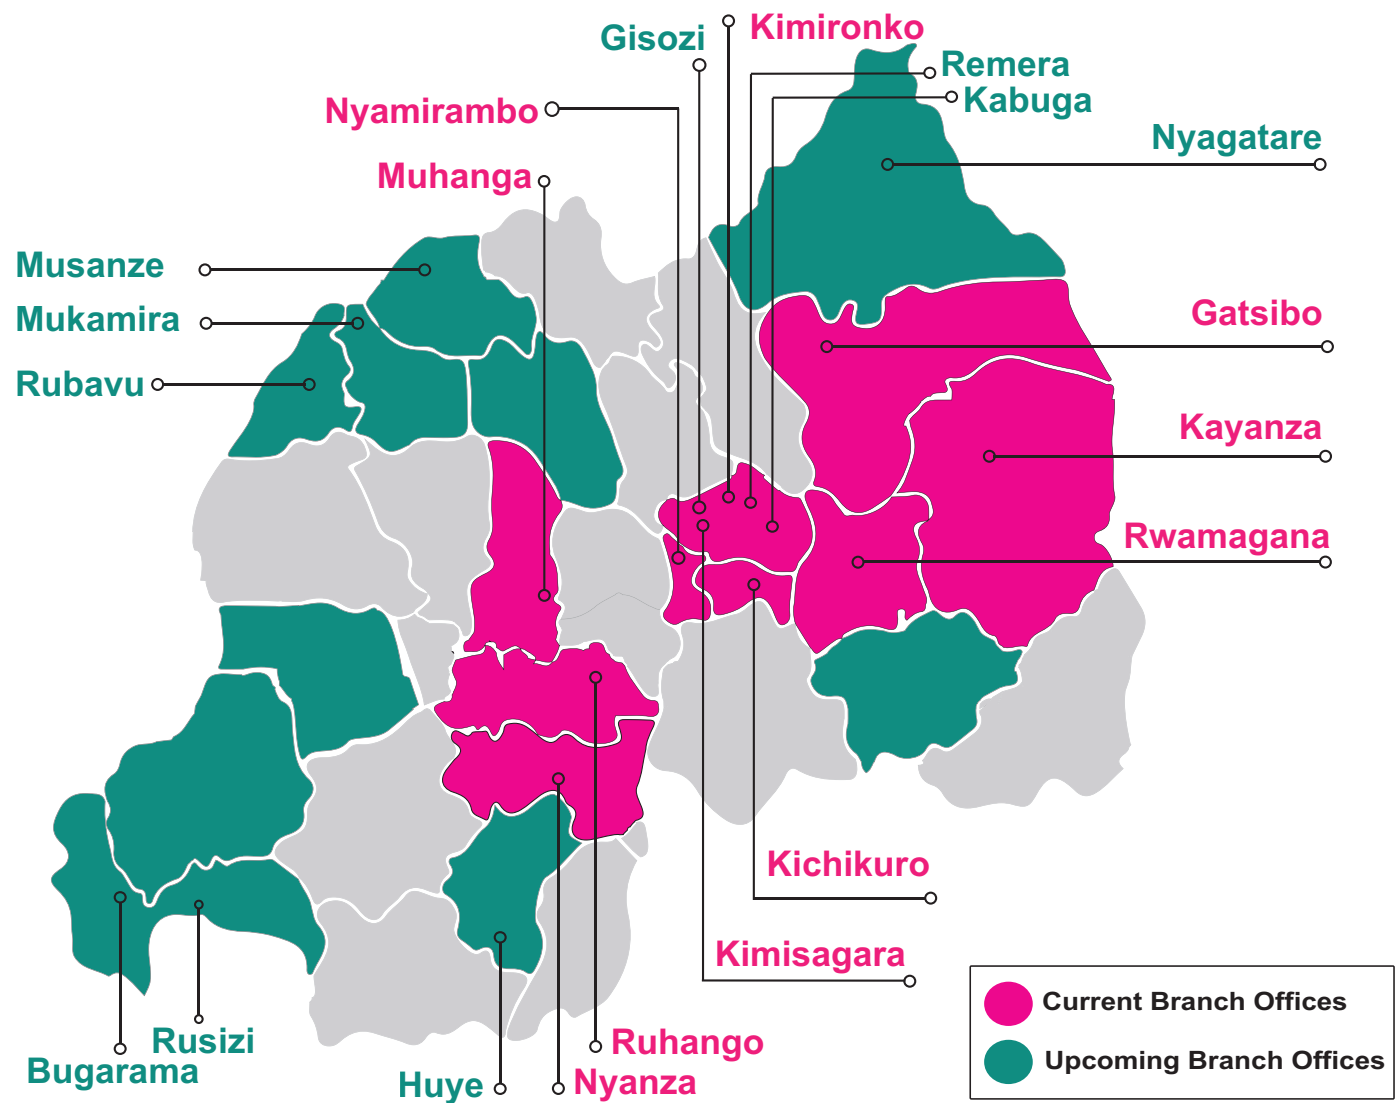 Kimironko
Gisozi
Remera
Kabuga
Nyamirambo
Nyagatare
Muhanga
Musanze
Mukamira
Gatsibo
Rubavu
Kayanza
Rwamagana
Kichikuro
Kimisagara
Current Branch Offices
Rusizi
Ruhango
Upcoming Branch Offices
Bugarama
Huye
Nyanza